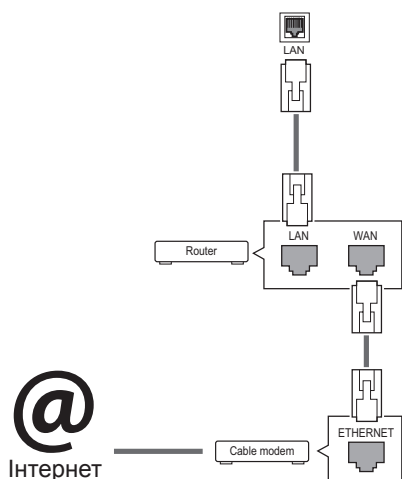 LAN
LAN WAN
Router
ETHERNET
Cable modem
@
Інтернет